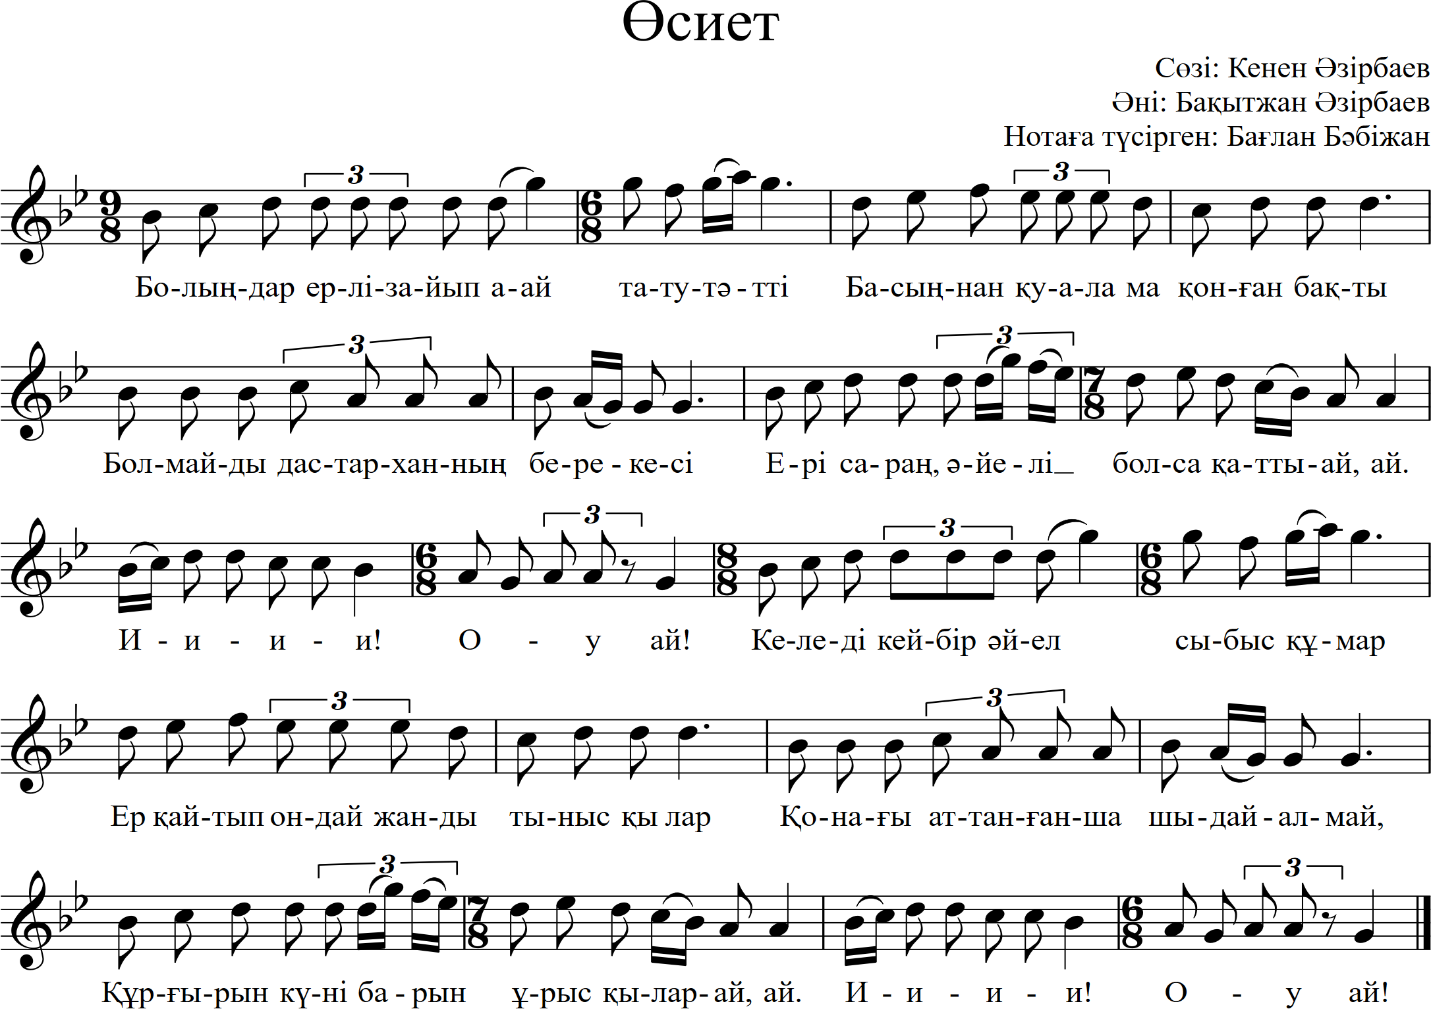 Өсиет
Сөзі: Кенен Әзірбаев
Әні: Бақытжан Әзірбаев
Нотаға түсірген: Бағлан Бәбіжан
Бо-лың-дар ер-лі-за-йып а-ай та-ту-тә-тті Ба-сың-нан қу-а-ла ма қон-ған бақ-ты
Бол-май-ды дас-тар-хан-ның бе-ре-ке-сі Е-рі са-раң, ә-йе-лі_ бол-са қа-тты-ай, ай.
И-и-и-и! О-у ай! Ке-ле-ді кей-бір әй-ел сы-быс құ-мар
Ер қай-тып он-дай жан-ды ты-ныс қы лар Қо-на-ғы ат-тан-ған-ша шы-дай-ал-май,
Құр-ғы-рын кү-ні ба-рын ұ-рыс қы-лар-ай, ай. И-и-и-и! О-у ай!